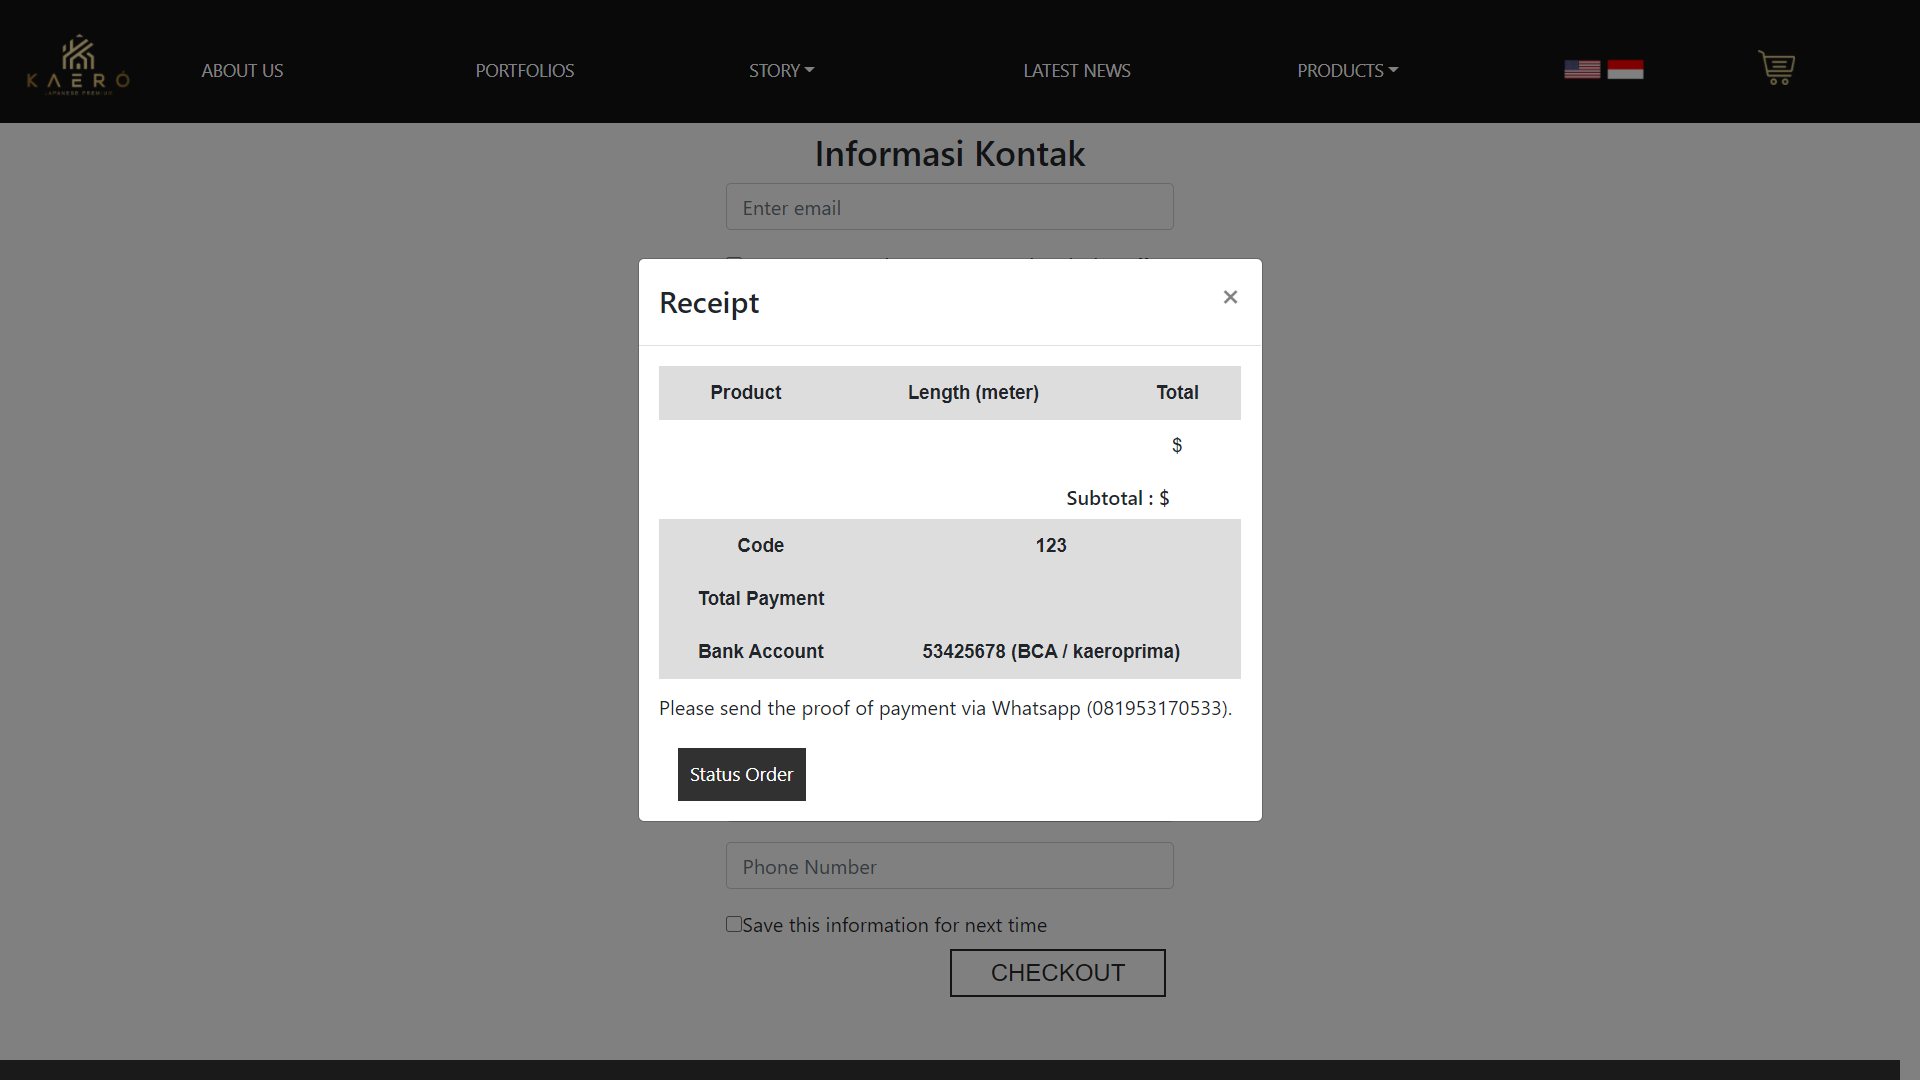 KAERO
JAPANESE PREMIUM
ABOUT US
PORTFOLIOS
STORY
LATEST NEWS
PRODUCTS
Informasi Kontak
Enter email
Receipt
×
Product Length (meter) Total
$
Subtotal : $
Code 123
Total Payment
Bank Account 53425678 (BCA / kaeroprima)
Please send the proof of payment via Whatsapp (081953170533).
Status Order
Phone Number
Save this information for next time
CHECKOUT